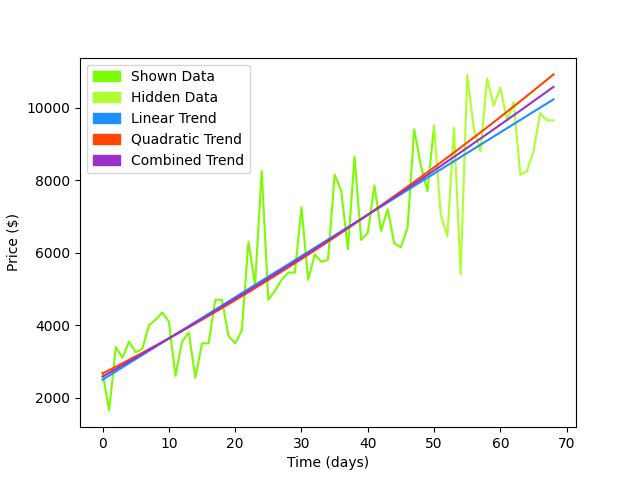 Shown Data
Hidden Data
Linear Trend
Quadratic Trend
Combined Trend
10000
8000
6000
4000
2000
Price ($)
0 10 20 30 40 50 60 70
Time (days)